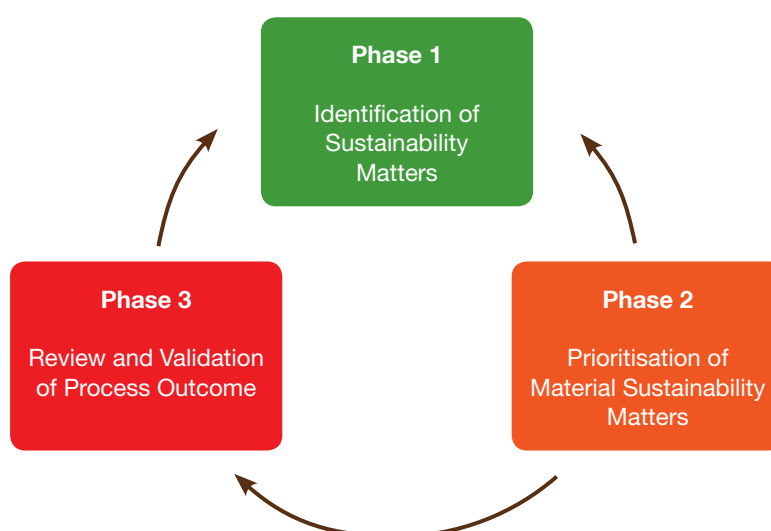 Phase 1
Identification of
Sustainability
Matters
Phase 3
Review and Validation
of Process Outcome
Phase 2
Prioritisation of
Material Sustainability
Matters